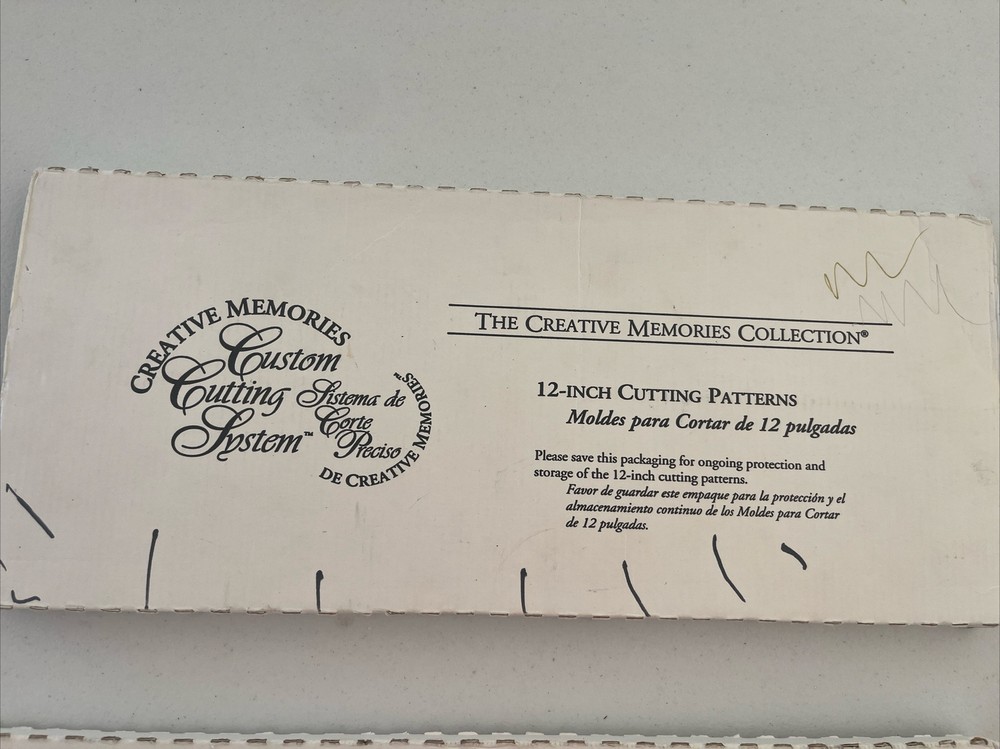 CREATIVE MEMORIES
Custom
Cutting
System™
Sistema de
Corte
Preciso
DE CREATIVE MEMORIES™
THE CREATIVE MEMORIES COLLECTION®
12-INCH CUTTING PATTERNS
Moldes para Cortar de 12 pulgadas
Please save this packaging for ongoing protection and
storage of the 12-inch cutting patterns.
Favor de guardar este empaque para la protección y el
almacenamiento continuo de los Moldes para Cortar
de 12 pulgadas.